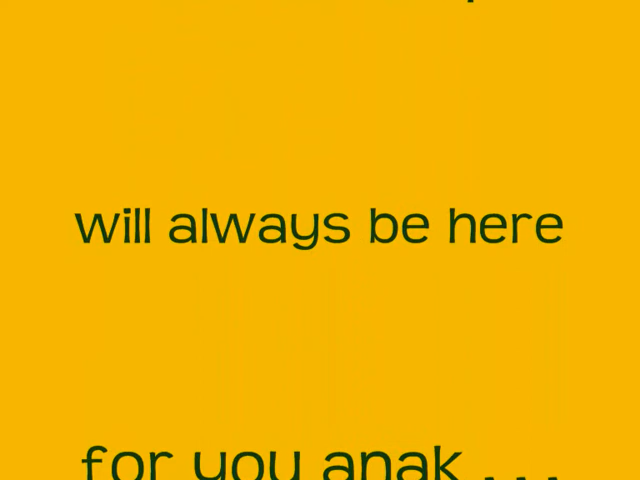 will always be here
for you anak . . .